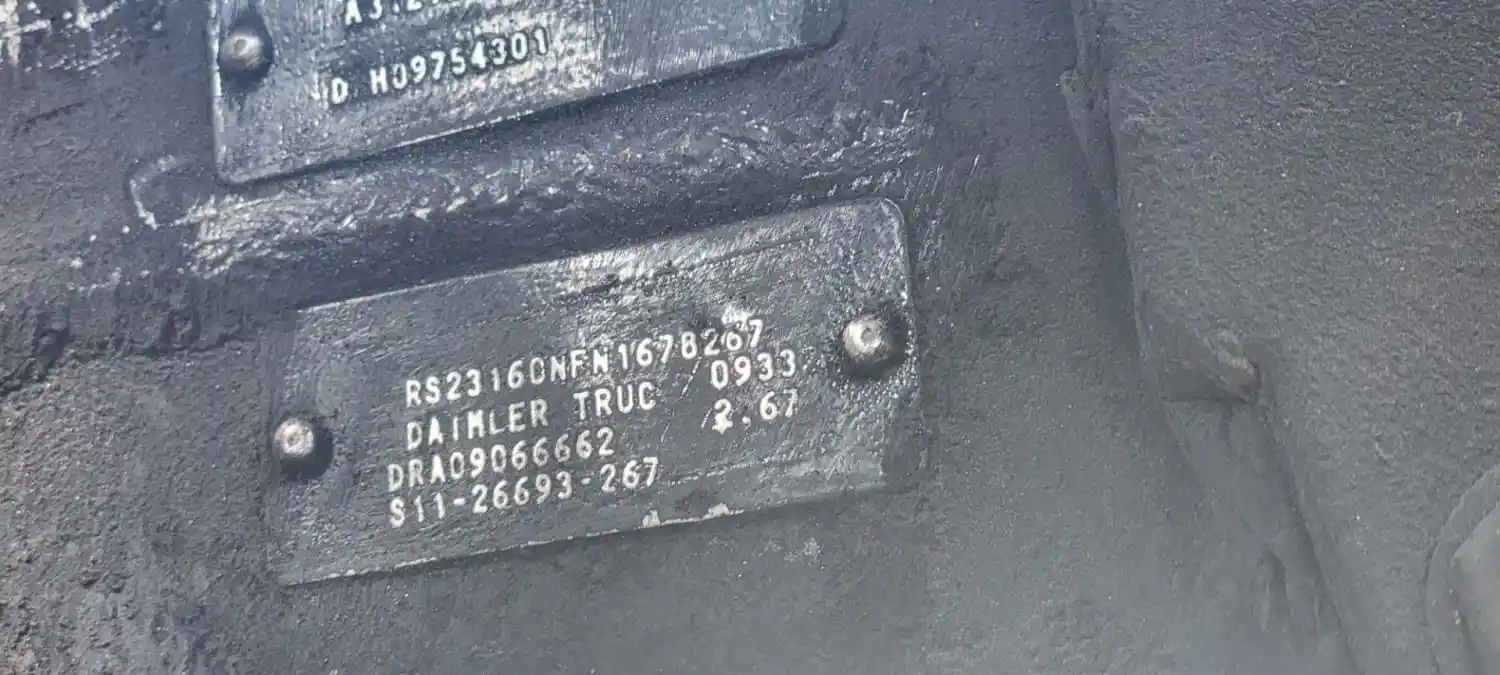 D H09754301
RS23160NFN1678267
DAIMLER TRUC 0933
DRA09066662 2.67
S11-26693-267